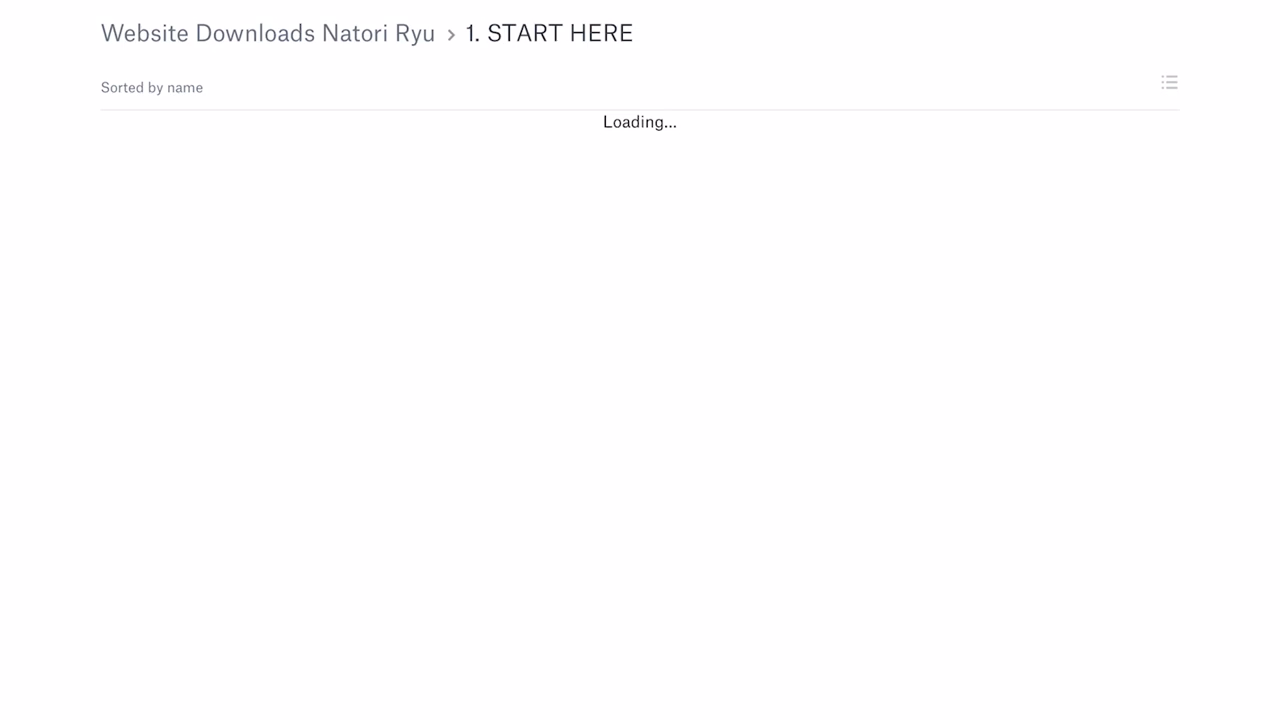 Website Downloads Natori Ryu › 1. START HERE
Sorted by name
Loading...